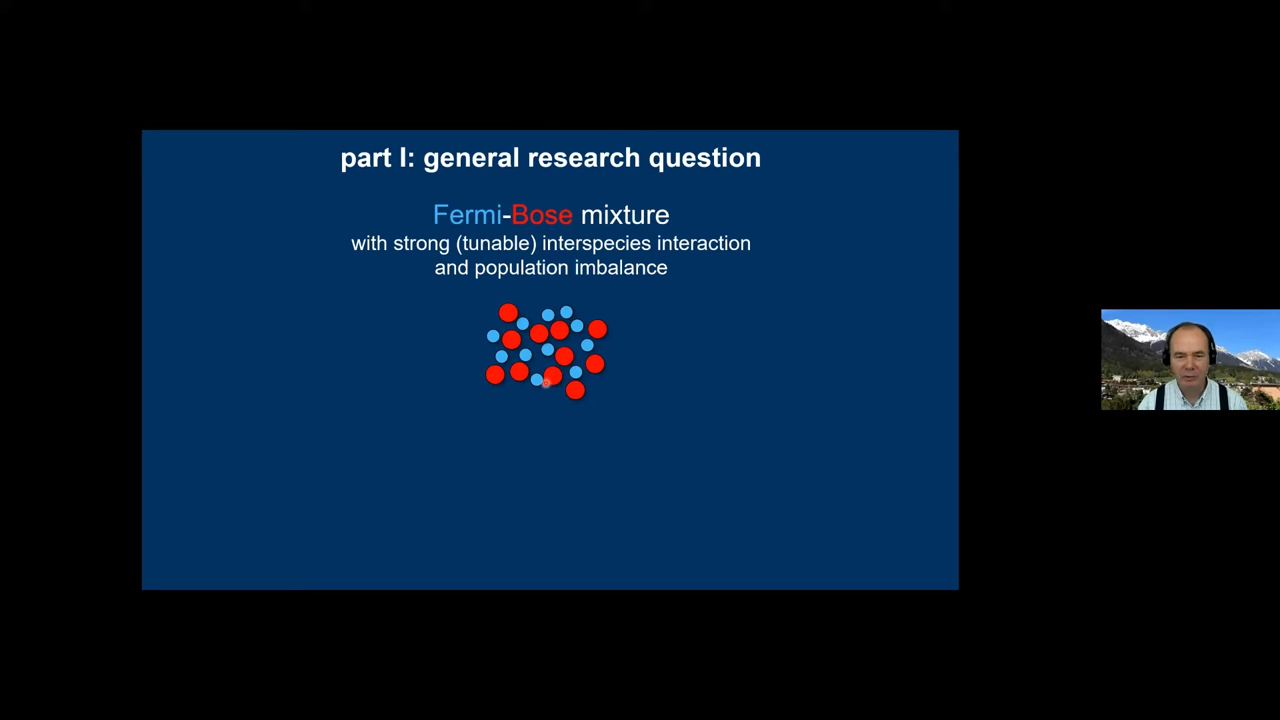 part I: general research question
Fermi-Bose mixture
with strong (tunable) interspecies interaction
and population imbalance